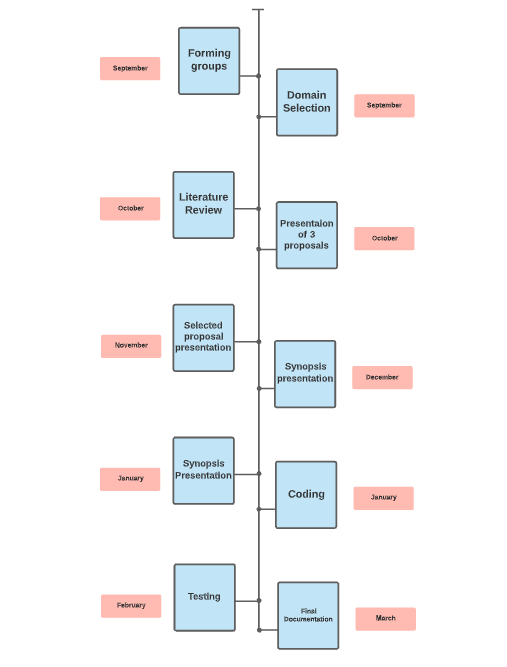 Forming
groups
September
Domain
Selection
September
Literature
Review
October
Presentaion
of 3
proposals
October
Selected
proposal
presentation
November
Synopsis
presentation
December
Synopsis
Presentation
January
Coding
January
Testing
February
Final
Documentation
March